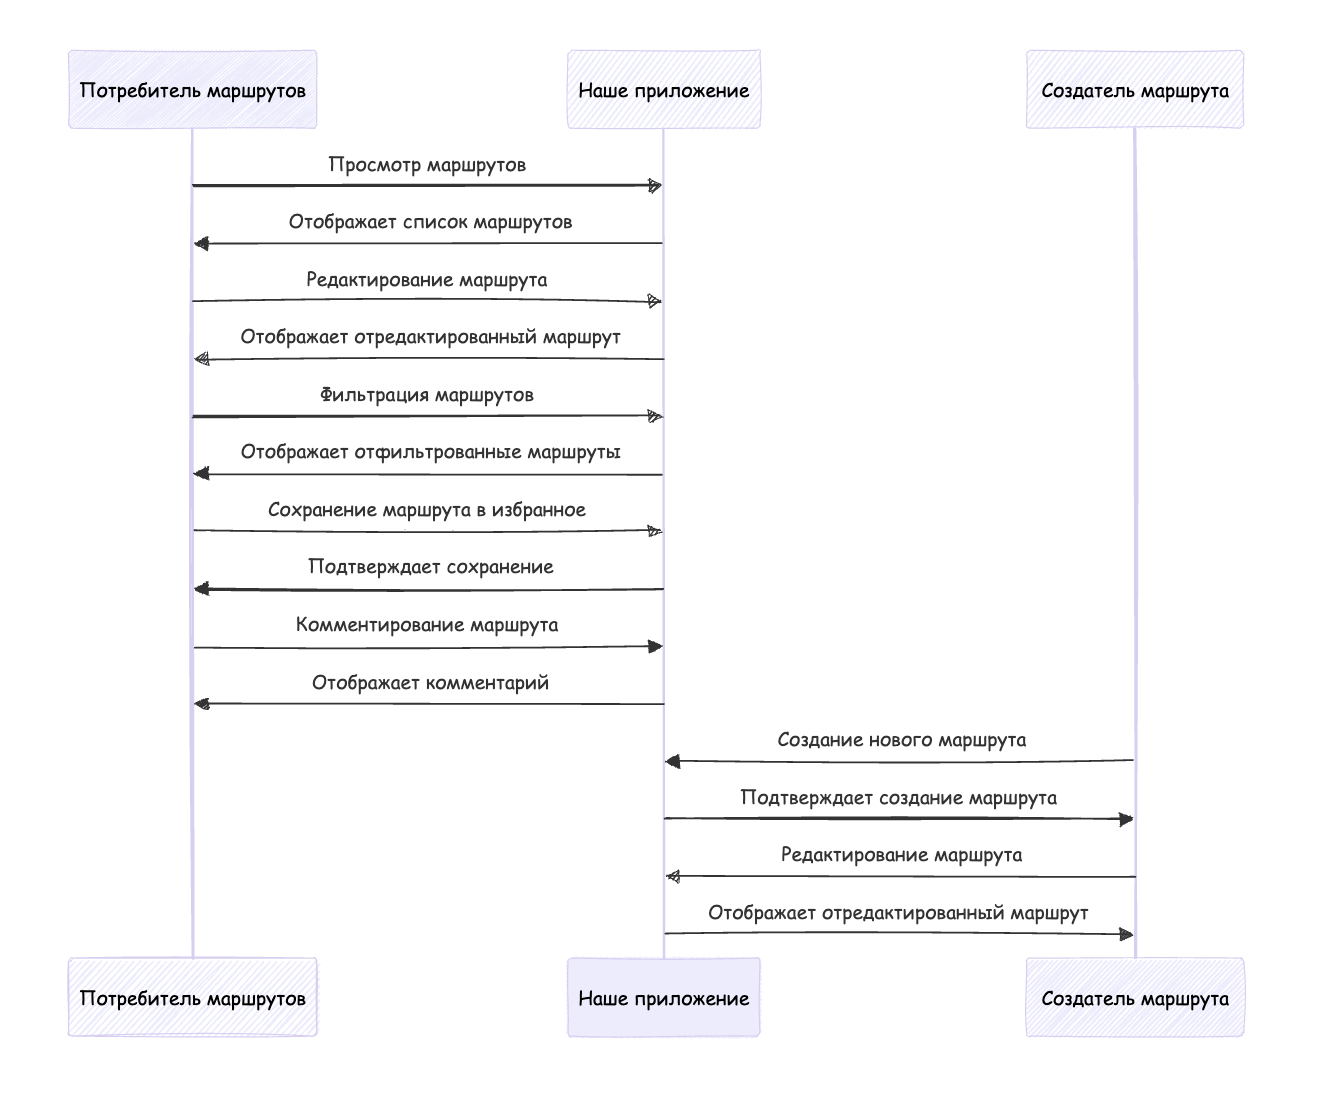 Потребитель маршрутов
Наше приложение
Создатель маршрута
Просмотр маршрутов
Отображает список маршрутов
Редактирование маршрута
Отображает отредактированный маршрут
Фильтрация маршрутов
Отображает отфильтрованные маршруты
Сохранение маршрута в избранное
Подтверждает сохранение
Комментирование маршрута
Отображает комментарий
Создание нового маршрута
Подтверждает создание маршрута
Редактирование маршрута
Отображает отредактированный маршрут
Потребитель маршрутов
Наше приложение
Создатель маршрута